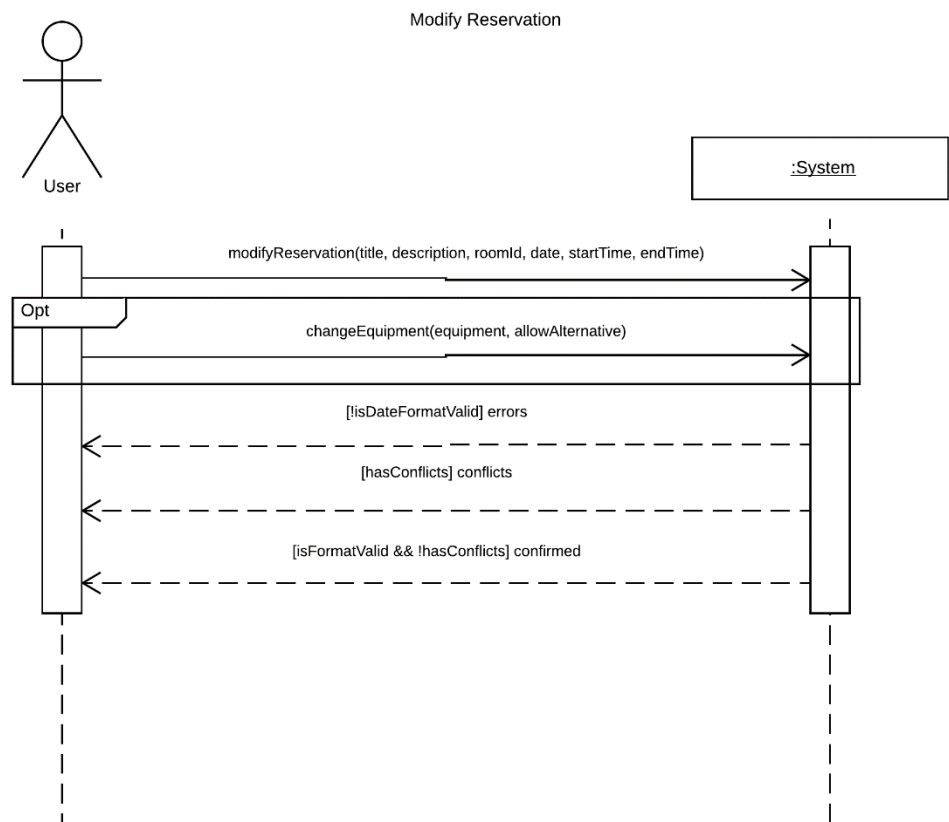 Modify Reservation
User
:System
modifyReservation(title, description, roomId, date, startTime, endTime)
Opt
changeEquipment(equipment, allowAlternative)
[!isDateFormatValid] errors
[hasConflicts] conflicts
[isFormatValid && !hasConflicts] confirmed